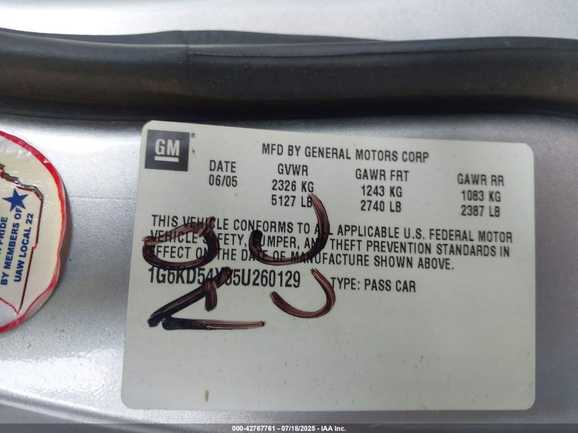 GM
MFD BY GENERAL MOTORS CORP
DATE GVWR GAWR FRT GAWR RR
06/05 2326 KG 1243 KG 1083 KG
5127 LB 2740 LB 2387 LB
THIS VEHICLE CONFORMS TO ALL APPLICABLE U.S. FEDERAL MOTOR
VEHICLE SAFETY, BUMPER, AND THEFT PREVENTION STANDARDS IN
EFFECT ON THE DATE OF MANUFACTURE SHOWN ABOVE.
TYPE: PASS CAR
PRIDE
BY MEMBERS OF
UAW LOCAL 22
000-42767761 - 07/18/2025 - IAA Inc.